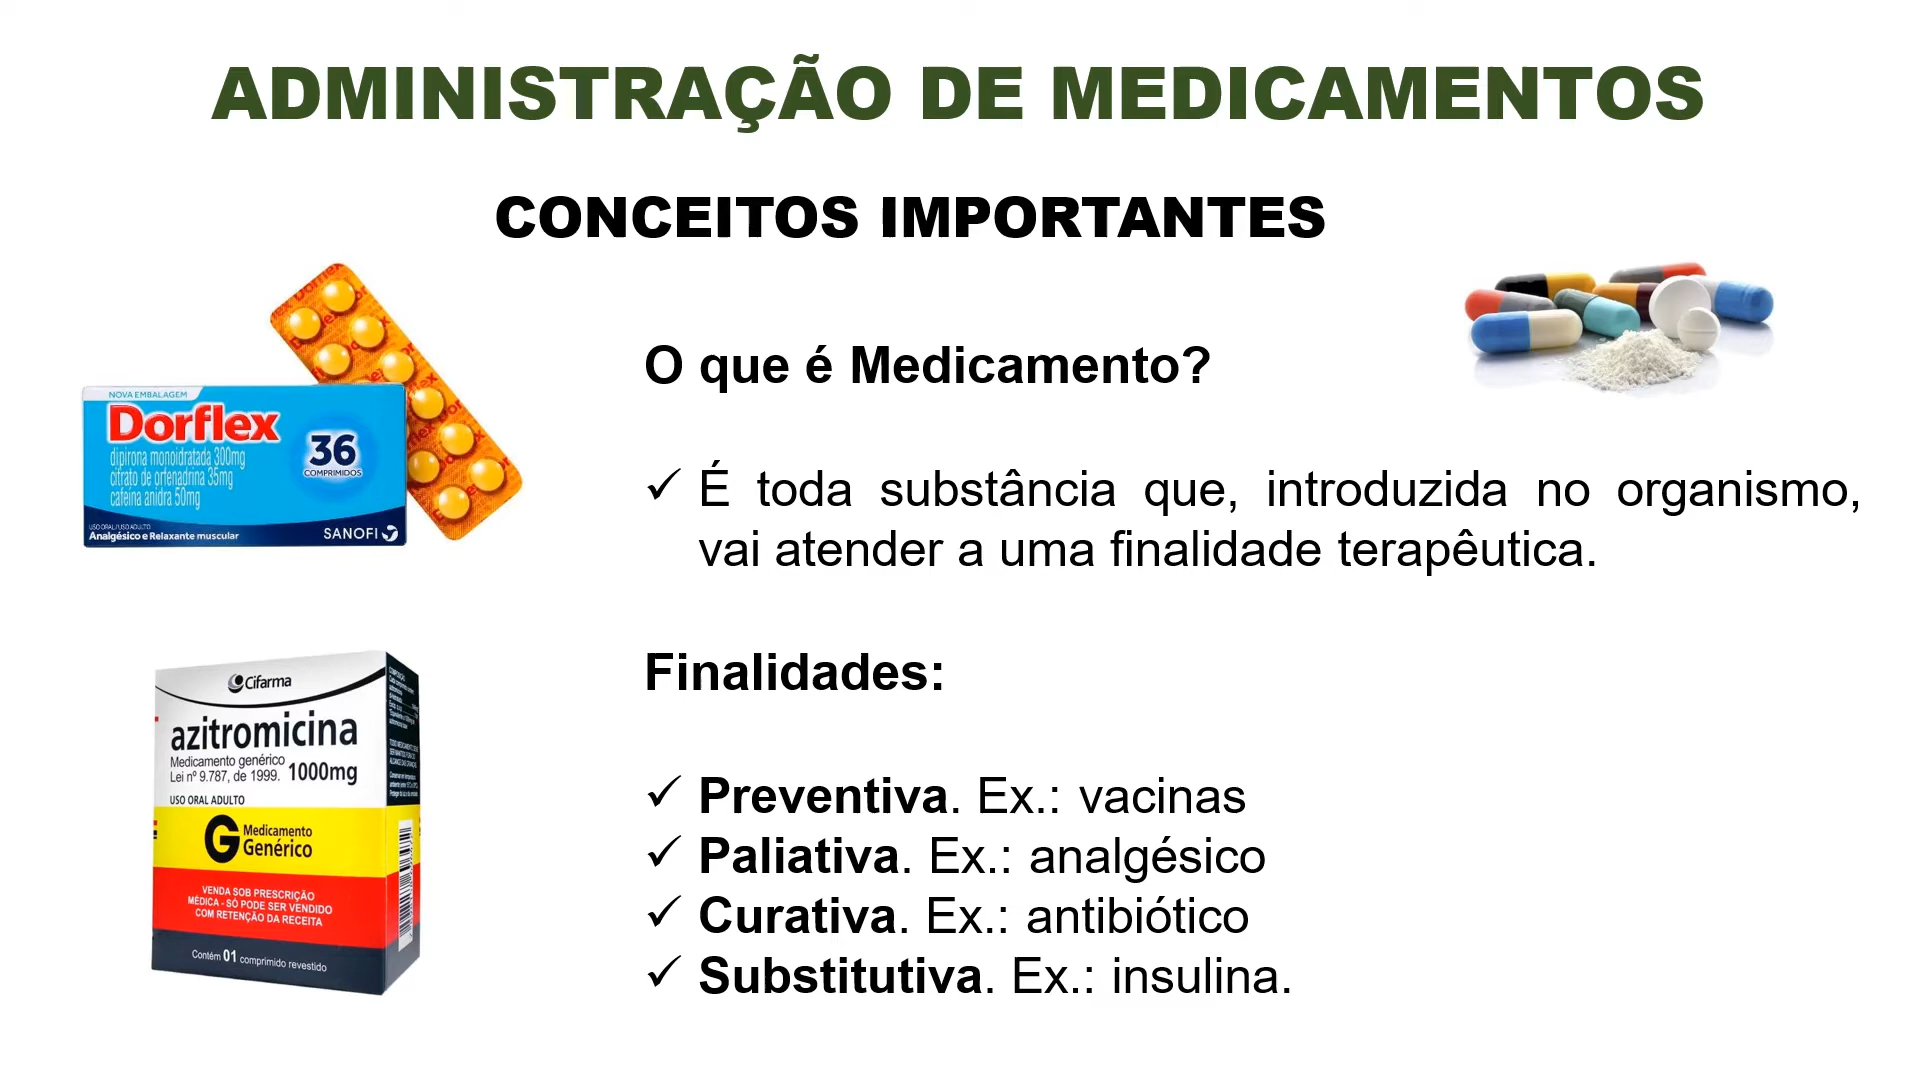 ADMINISTRAÇÃO DE MEDICAMENTOS
CONCEITOS IMPORTANTES
NOVA EMBALAGEM
Dorflex
dipirona monoidratada 300mg
citrato de orfenadrina 35mg
cafeína anidra 50mg
36
COMPRIMIDOS
USO ORAL/USO ADULTO
Analgésico e Relaxante muscular
SANOFI
O que é Medicamento?
✓ É toda substância que, introduzida no organismo,
vai atender a uma finalidade terapêutica.
Cifarma
azitromicina
Medicamento genérico
Lei nº 9.787, de 1999.
1000mg
USO ORAL ADULTO
G Medicamento
Genérico
VENDA SOB PRESCRIÇÃO
MÉDICA - SÓ PODE SER VENDIDO
COM RETENÇÃO DA RECEITA
Contém 01 comprimido revestido
Finalidades:
✓ Preventiva. Ex.: vacinas
✓ Paliativa. Ex.: analgésico
✓ Curativa. Ex.: antibiótico
✓ Substitutiva. Ex.: insulina.